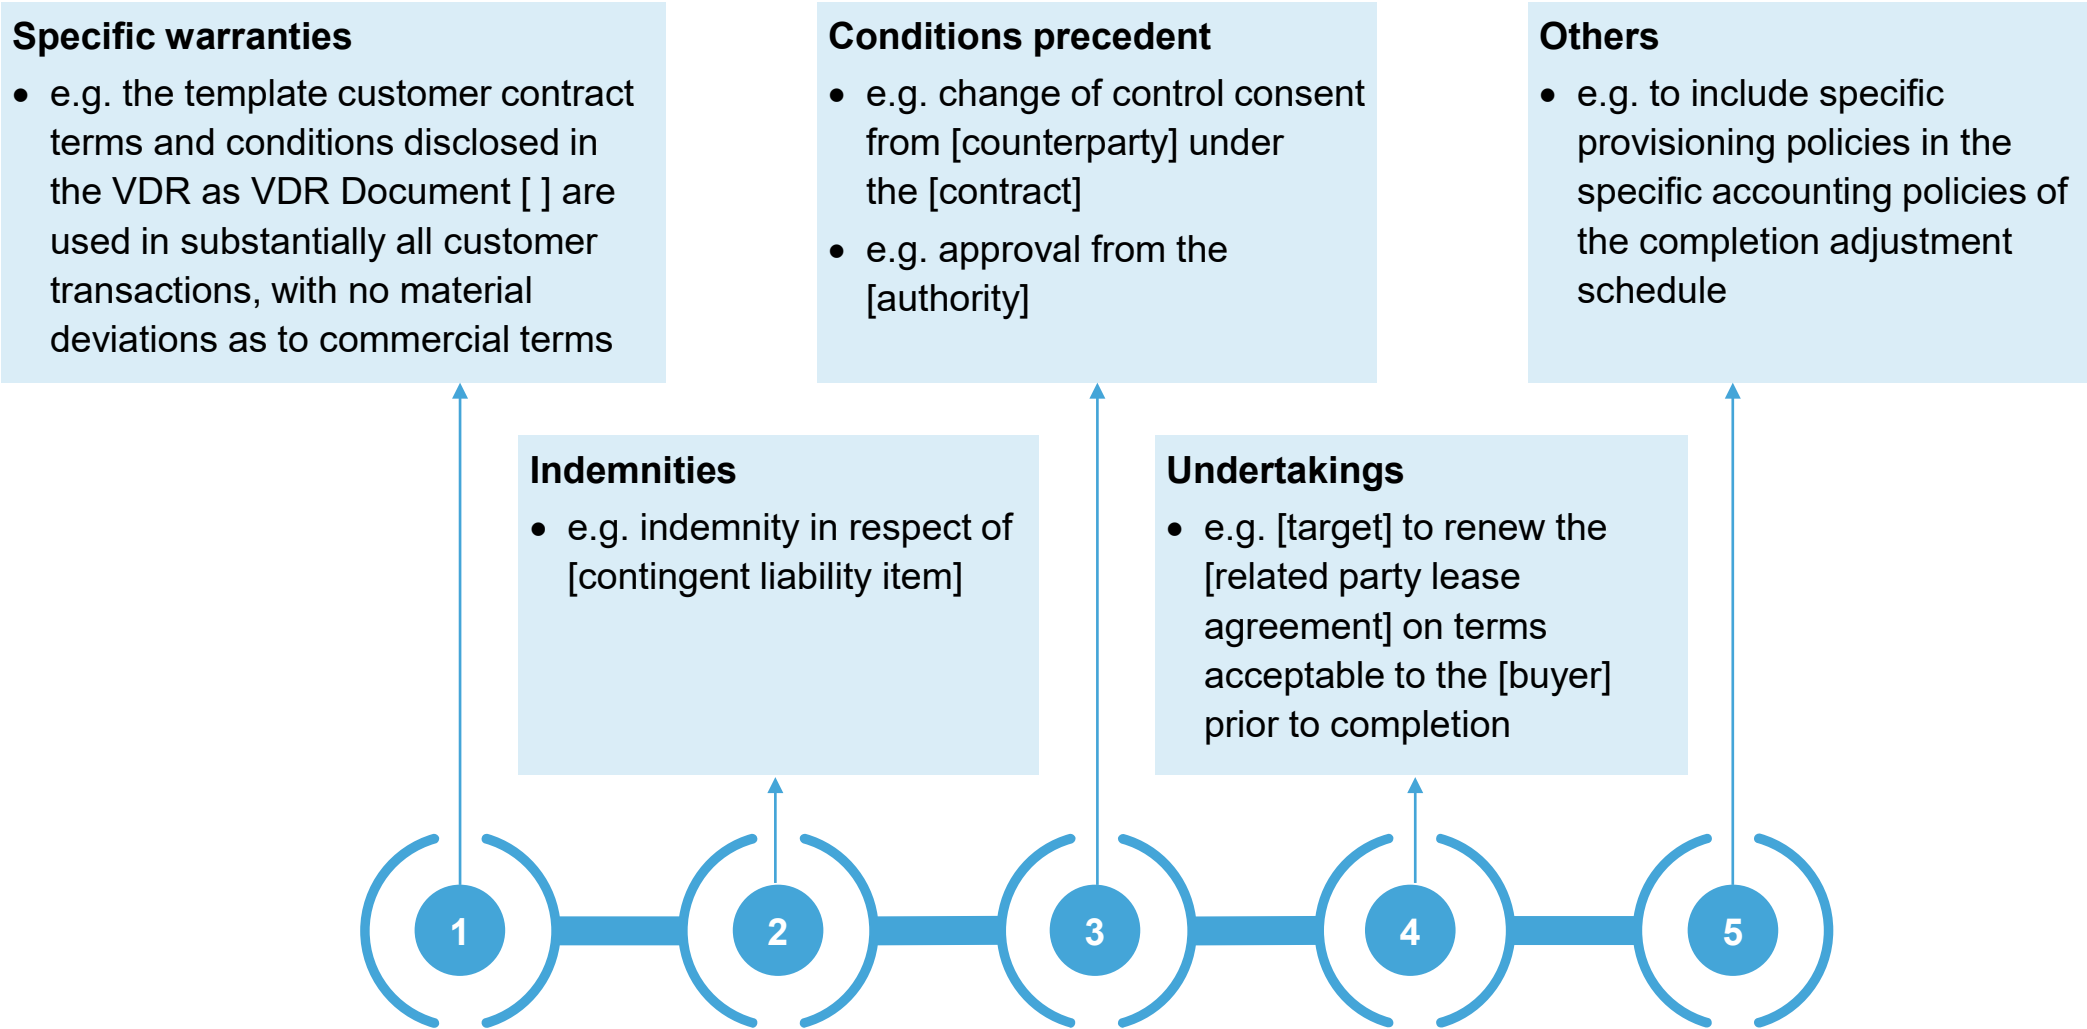 Specific warranties
• e.g. the template customer contract
terms and conditions disclosed in
the VDR as VDR Document [ ] are
used in substantially all customer
transactions, with no material
deviations as to commercial terms
Indemnities
• e.g. indemnity in respect of
[contingent liability item]
Conditions precedent
• e.g. change of control consent
from [counterparty] under
the [contract]
• e.g. approval from the
[authority]
Undertakings
• e.g. [target] to renew the
[related party lease
agreement] on terms
acceptable to the [buyer]
prior to completion
Others
• e.g. to include specific
provisioning policies in the
specific accounting policies of
the completion adjustment
schedule
1
2
3
4
5